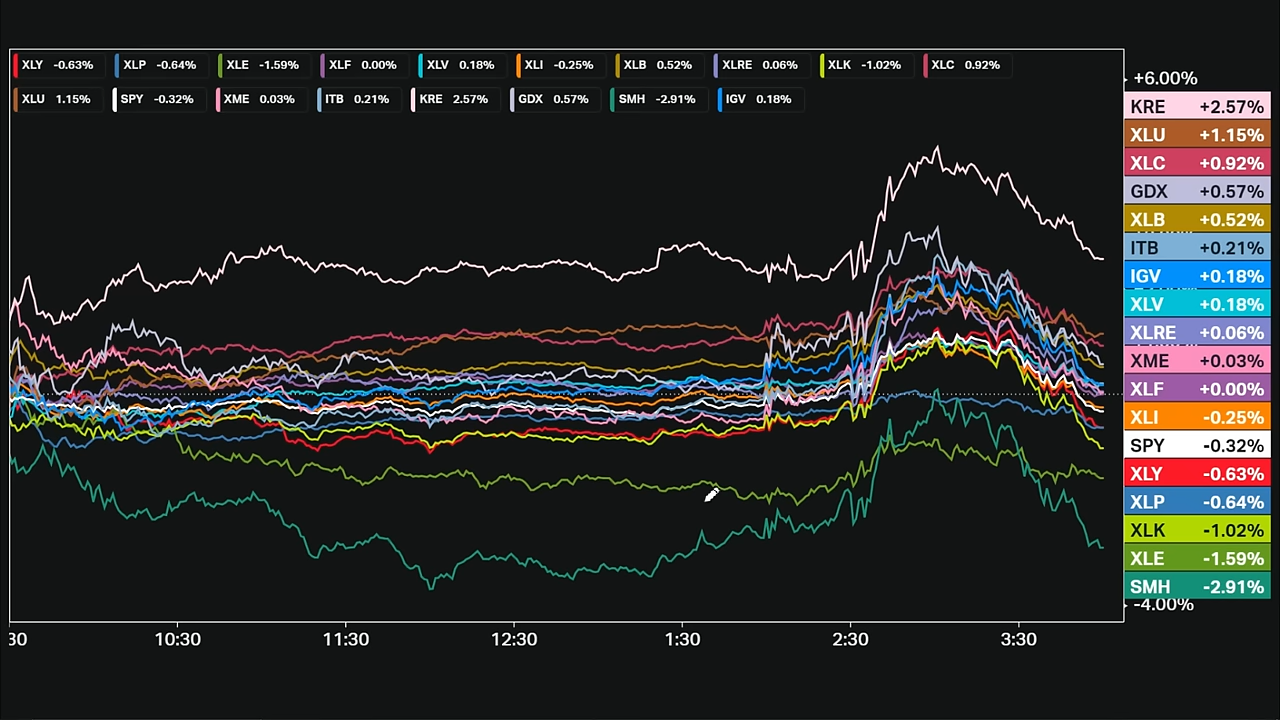 XLY -0.63% XLP -0.64% XLE -1.59% XLF 0.00% XLV 0.18% XLI -0.25% XLB 0.52% XLRE 0.06% XLK -1.02% XLC 0.92%
XLU 1.15% SPY -0.32% XME 0.03% ITB 0.21% KRE 2.57% GDX 0.57% SMH -2.91% IGV 0.18%
+6.00%
KRE +2.57%
XLU +1.15%
XLC +0.92%
GDX +0.57%
XLB +0.52%
ITB +0.21%
IGV +0.18%
XLV +0.18%
XLRE +0.06%
XME +0.03%
XLF +0.00%
XLI -0.25%
SPY -0.32%
XLY -0.63%
XLP -0.64%
XLK -1.02%
XLE -1.59%
SMH -2.91%
-4.00%
:30 10:30 11:30 12:30 1:30 2:30 3:30